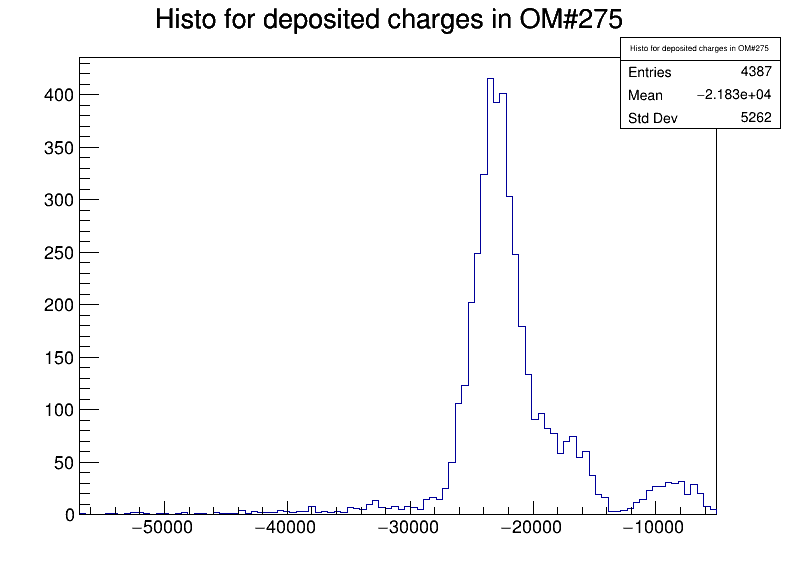 Histo for deposited charges in OM#275
Histo for deposited charges in OM#275
Entries 4387
Mean −2.183e+04
Std Dev 5262
400
350
300
250
200
150
100
50
0
−50000 −40000 −30000 −20000 −10000